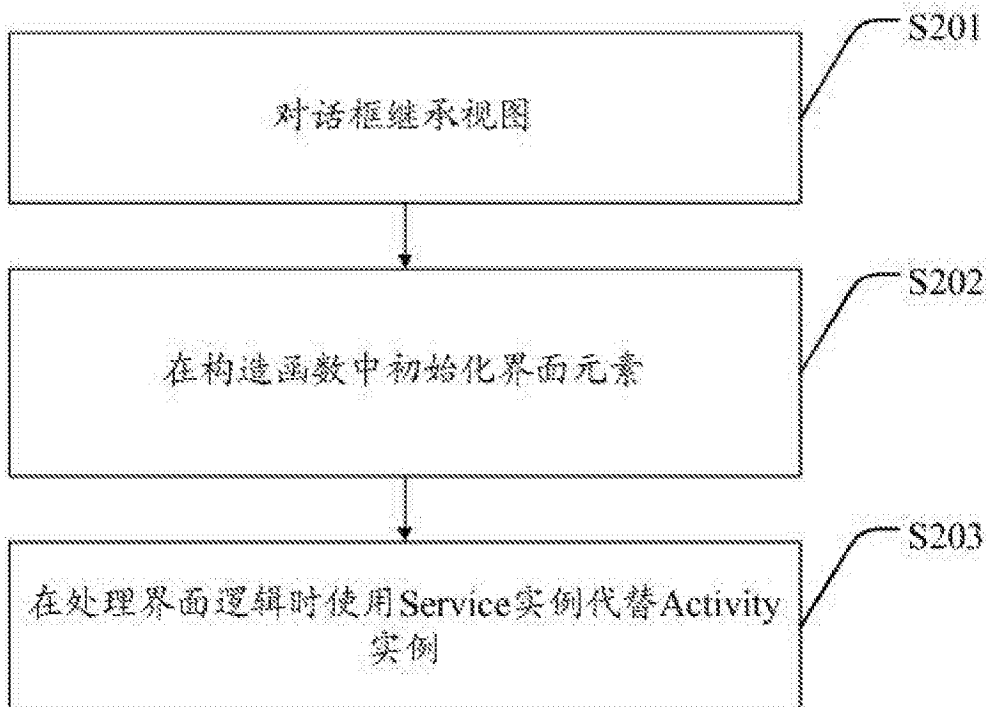 S201
对话框继承视图
S202
在构造函数中初始化界面元素
S203
在处理界面逻辑时使用Service实例代替Activity
实例